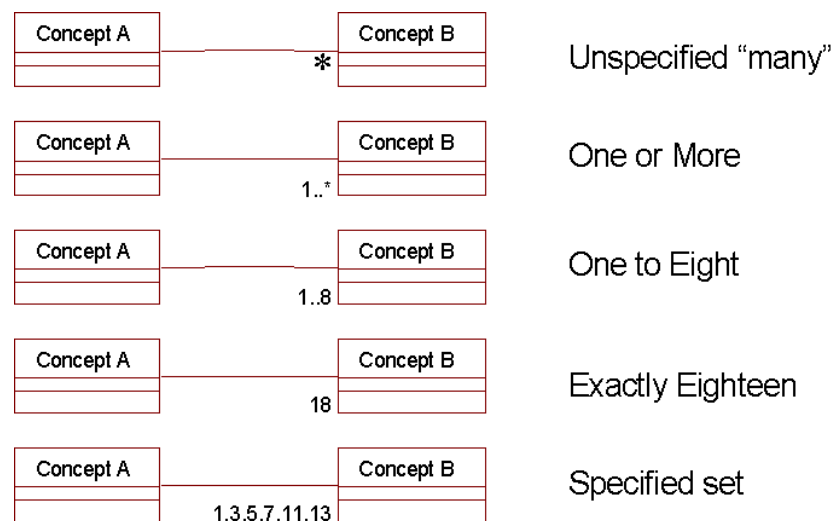 Concept A Concept B Unspecified “many”
*
Concept A Concept B One or More
1..*
Concept A Concept B One to Eight
1..8
Concept A Concept B Exactly Eighteen
18
Concept A Concept B Specified set
1,3,5,7,11,13